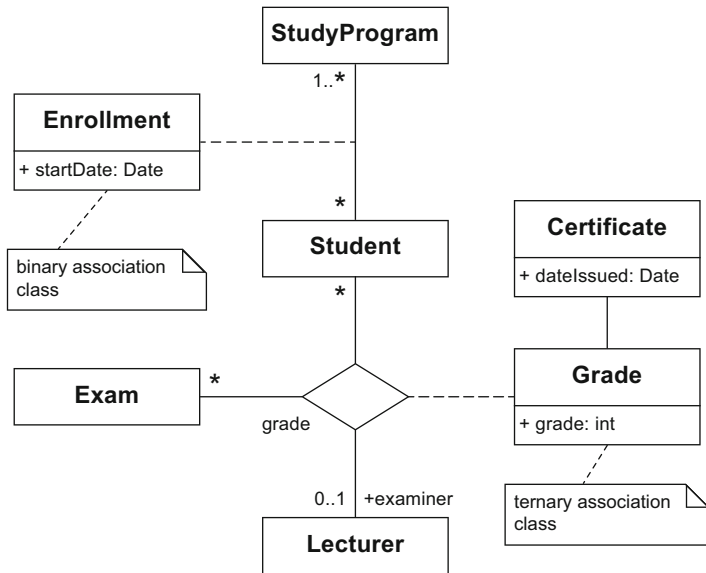 StudyProgram
1..*
Enrollment
+ startDate: Date
*
Student
*
binary association
class
Certificate
+ dateIssued: Date
Exam
*
grade
Grade
+ grade: int
0..1
+examiner
Lecturer
ternary association
class